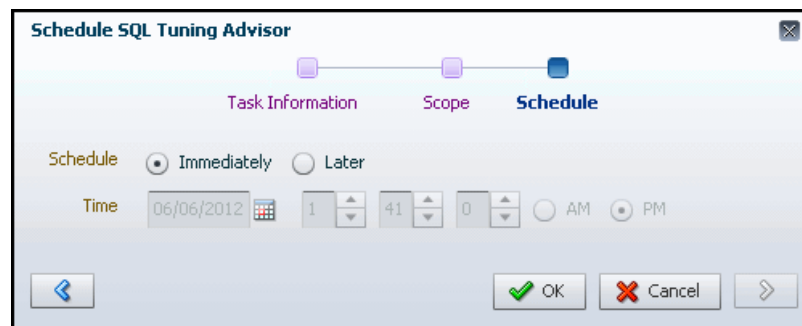 Schedule SQL Tuning Advisor
Task Information Scope Schedule
Schedule Immediately Later
Time 06/06/2012 1 41 0 AM PM
OK Cancel